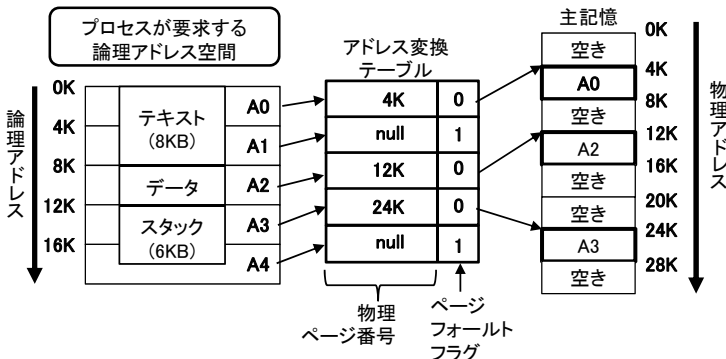 プロセスが要求する
論理アドレス空間
論理アドレス
0K
4K
8K
12K
16K
テキスト
(8KB)
データ
スタック
(6KB)
A0
A1
A2
A3
A4
アドレス変換
テーブル
4K 0
null 1
12K 0
24K 0
null 1
物理
ページ番号
ページ
フォールト
フラグ
主記憶
空き
A0
空き
A2
空き
空き
A3
空き
0K
4K
8K
12K
16K
20K
24K
28K
物理アドレス